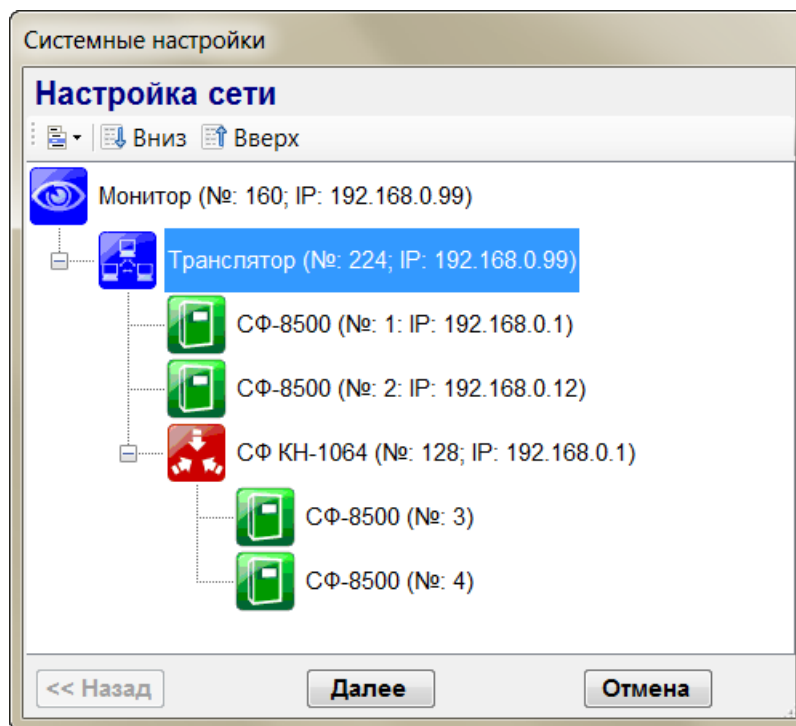 Системные настройки
Настройка сети
Вниз Вверх
Монитор (№: 160; IP: 192.168.0.99)
Транслятор (№: 224; IP: 192.168.0.99)
СФ-8500 (№: 1: IP: 192.168.0.1)
СФ-8500 (№: 2: IP: 192.168.0.12)
СФ КН-1064 (№: 128; IP: 192.168.0.1)
СФ-8500 (№: 3)
СФ-8500 (№: 4)
<< Назад Далее Отмена